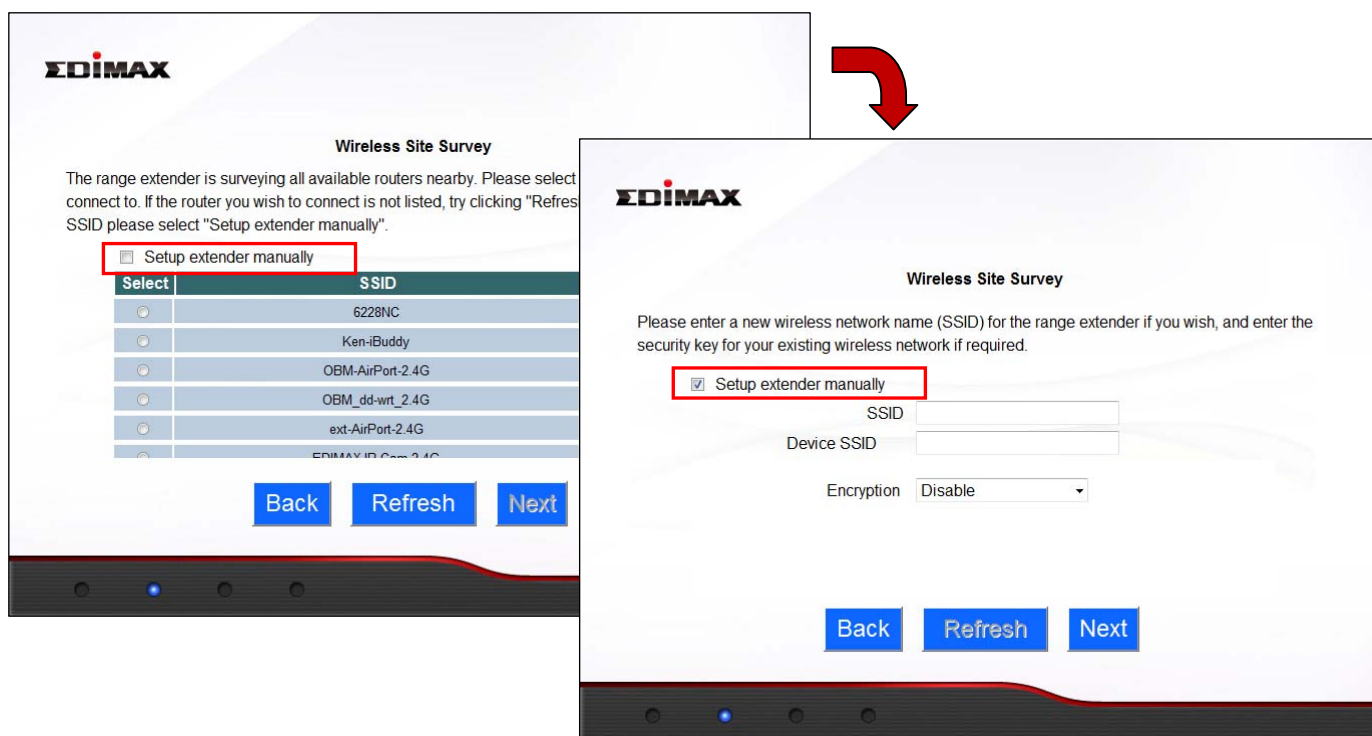 EDIMAX
Wireless Site Survey
The range extender is surveying all available routers nearby. Please select
connect to. If the router you wish to connect is not listed, try clicking "Refres
SSID please select "Setup extender manually".
Setup extender manually
Select SSID
6228NC
Ken-iBuddy
OBM-AirPort-2.4G
OBM_dd-wrt_2.4G
ext-AirPort-2.4G
Back Refresh Next
EDIMAX
Wireless Site Survey
Please enter a new wireless network name (SSID) for the range extender if you wish, and enter the
security key for your existing wireless network if required.
Setup extender manually
SSID
Device SSID
Encryption Disable
Back Refresh Next